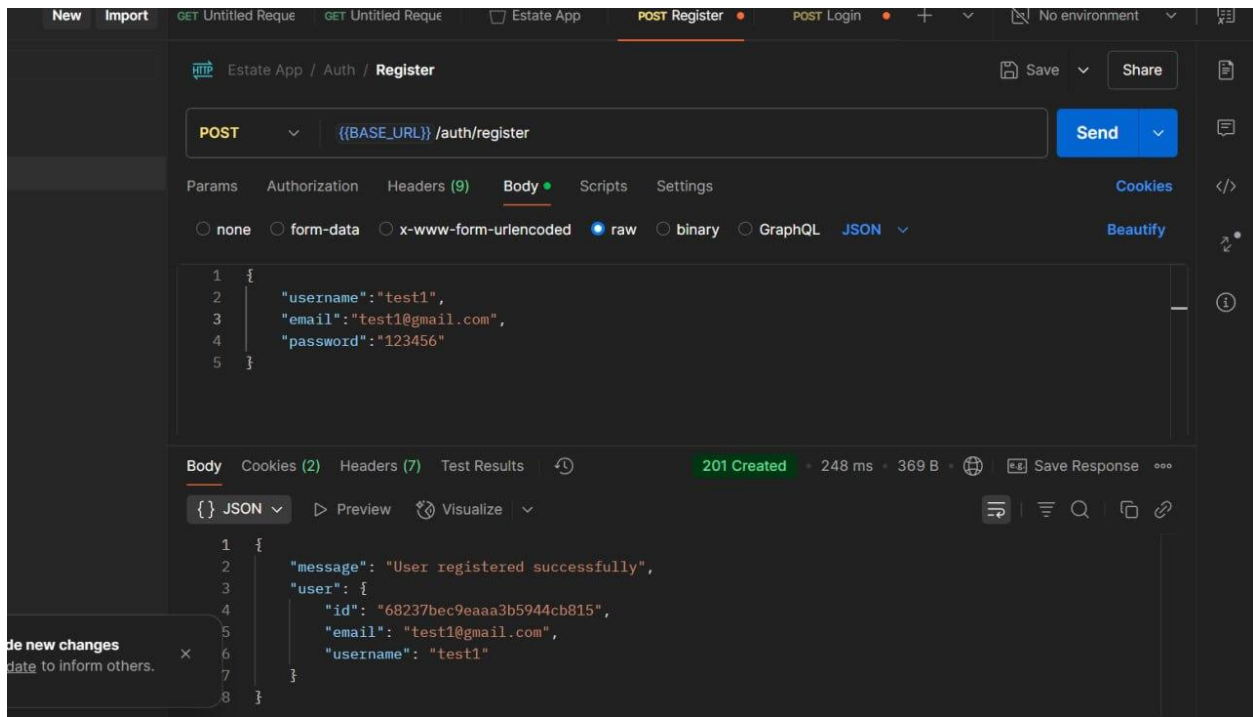 New Import GET Untitled Reque GET Untitled Reque Estate App POST Register POST Login No environment
HTTP Estate App / Auth / Register Save Share
POST {{BASE_URL}} /auth/register Send
Params Authorization Headers (9) Body Scripts Settings Cookies
none form-data x-www-form-urlencoded raw binary GraphQL JSON Beautify
1 {
2 "username":"test1",
3 "email":"test1@gmail.com",
4 "password":"123456"
5 }
Body Cookies (2) Headers (7) Test Results 201 Created 248 ms 369 B e.g. Save Response
{} JSON Preview Visualize
1 {
2 "message": "User registered successfully",
3 "user": {
4 "id": "68237bec9eaaa3b5944cb815",
5 "email": "test1@gmail.com",
6 "username": "test1"
7 }
8 }
de new changes
date to inform others.